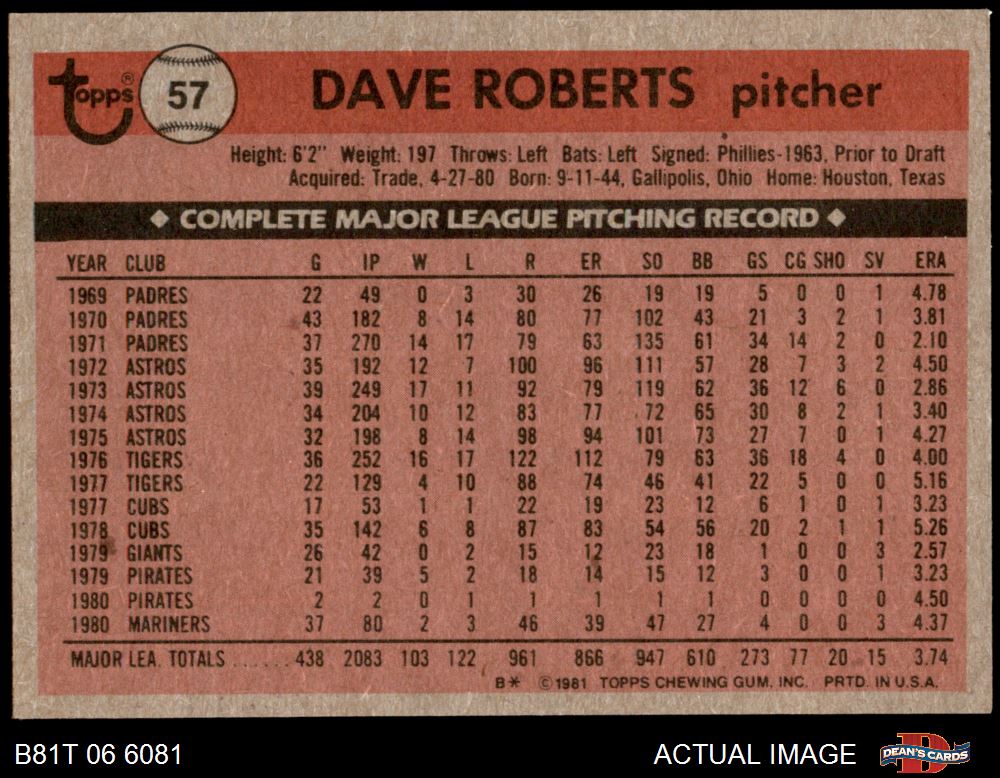 Topps® 57 DAVE ROBERTS pitcher
Height: 6'2" Weight: 197 Throws: Left Bats: Left Signed: Phillies-1963, Prior to Draft
Acquired: Trade, 4-27-80 Born: 9-11-44, Gallipolis, Ohio Home: Houston, Texas
◆ COMPLETE MAJOR LEAGUE PITCHING RECORD ◆
YEAR CLUB G IP W L R ER SO BB GS CG SHO SV ERA
1969 PADRES 22 49 0 3 30 26 19 19 5 0 0 1 4.78
1970 PADRES 43 182 8 14 80 77 102 43 21 3 2 1 3.81
1971 PADRES 37 270 14 17 79 63 135 61 34 14 2 0 2.10
1972 ASTROS 35 192 12 7 100 96 111 57 28 7 3 2 4.50
1973 ASTROS 39 249 17 11 92 79 119 62 36 12 6 0 2.86
1974 ASTROS 34 204 10 12 83 77 72 65 30 8 2 1 3.40
1975 ASTROS 32 198 8 14 98 94 101 73 27 7 0 1 4.27
1976 TIGERS 36 252 16 17 122 112 79 63 36 18 4 0 4.00
1977 TIGERS 22 129 4 10 88 74 46 41 22 5 0 0 5.16
1977 CUBS 17 53 1 1 22 19 23 12 6 1 0 1 3.23
1978 CUBS 35 142 6 8 87 83 54 56 20 2 1 1 5.26
1979 GIANTS 26 42 0 2 15 12 23 18 1 0 0 3 2.57
1979 PIRATES 21 39 5 2 18 14 15 12 3 0 0 1 3.23
1980 PIRATES 2 2 0 1 1 1 1 1 0 0 0 0 4.50
1980 MARINERS 37 80 2 3 46 39 47 27 4 0 0 3 4.37
MAJOR LEA. TOTALS ......438 2083 103 122 961 866 947 610 273 77 20 15 3.74
B* ©1981 TOPPS CHEWING GUM, INC. PRTD. IN U.S.A.
B81T 06 6081 ACTUAL IMAGE DEAN'S CARDS